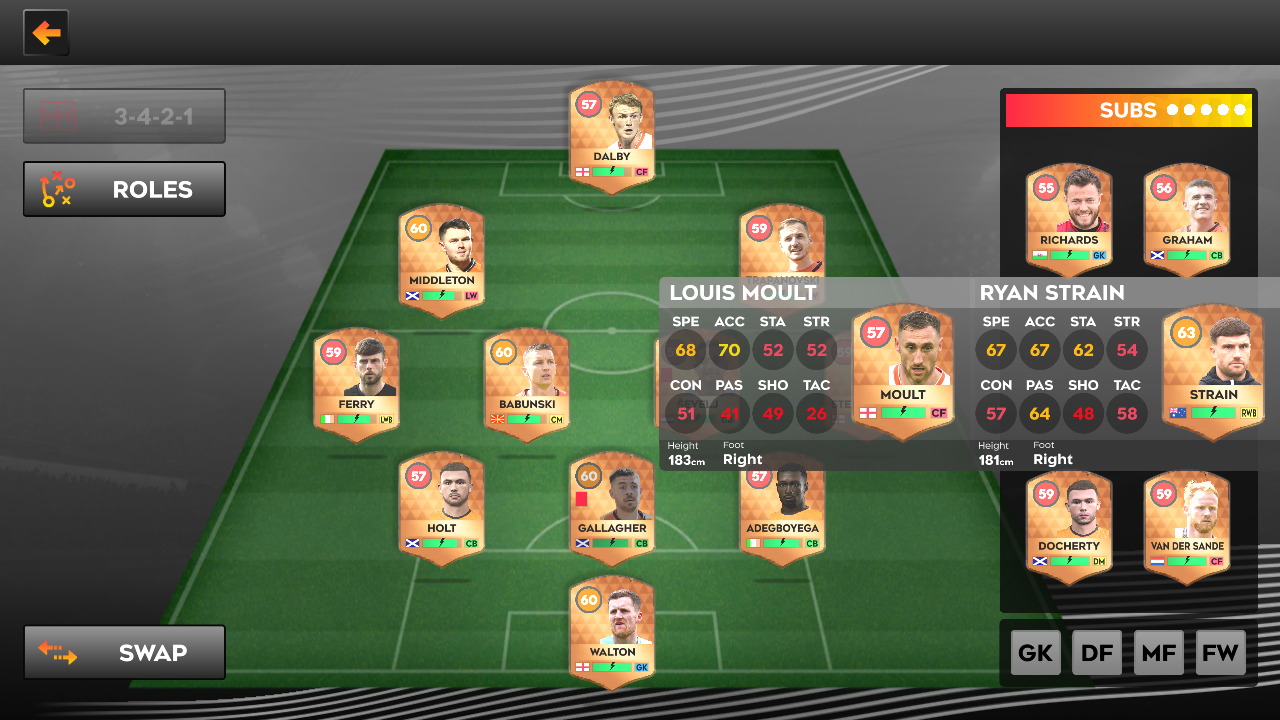 3-4-2-1
ROLES
57
DALBY
CF
SUBS
55
RICHARDS
GK
56
GRAHAM
CB
60
MIDDLETON
LW
59
TRAPANOVSKI
LOUIS MOULT
SPE ACC STA STR
68 70 52 52
CON PAS SHO TAC
51 41 49 26
Height
183cm
Foot
Right
57
MOULT
CF
RYAN STRAIN
SPE ACC STA STR
67 67 62 54
CON PAS SHO TAC
57 64 48 58
Height
181cm
Foot
Right
63
STRAIN
RWB
59
FERRY
LWB
60
BABUNSKI
CM
57
HOLT
CB
60
GALLAGHER
CB
57
ADEGBOYEGA
CB
59
DOCHERTY
DM
59
VAN DER SANDE
CF
60
WALTON
GK
SWAP
GK DF MF FW